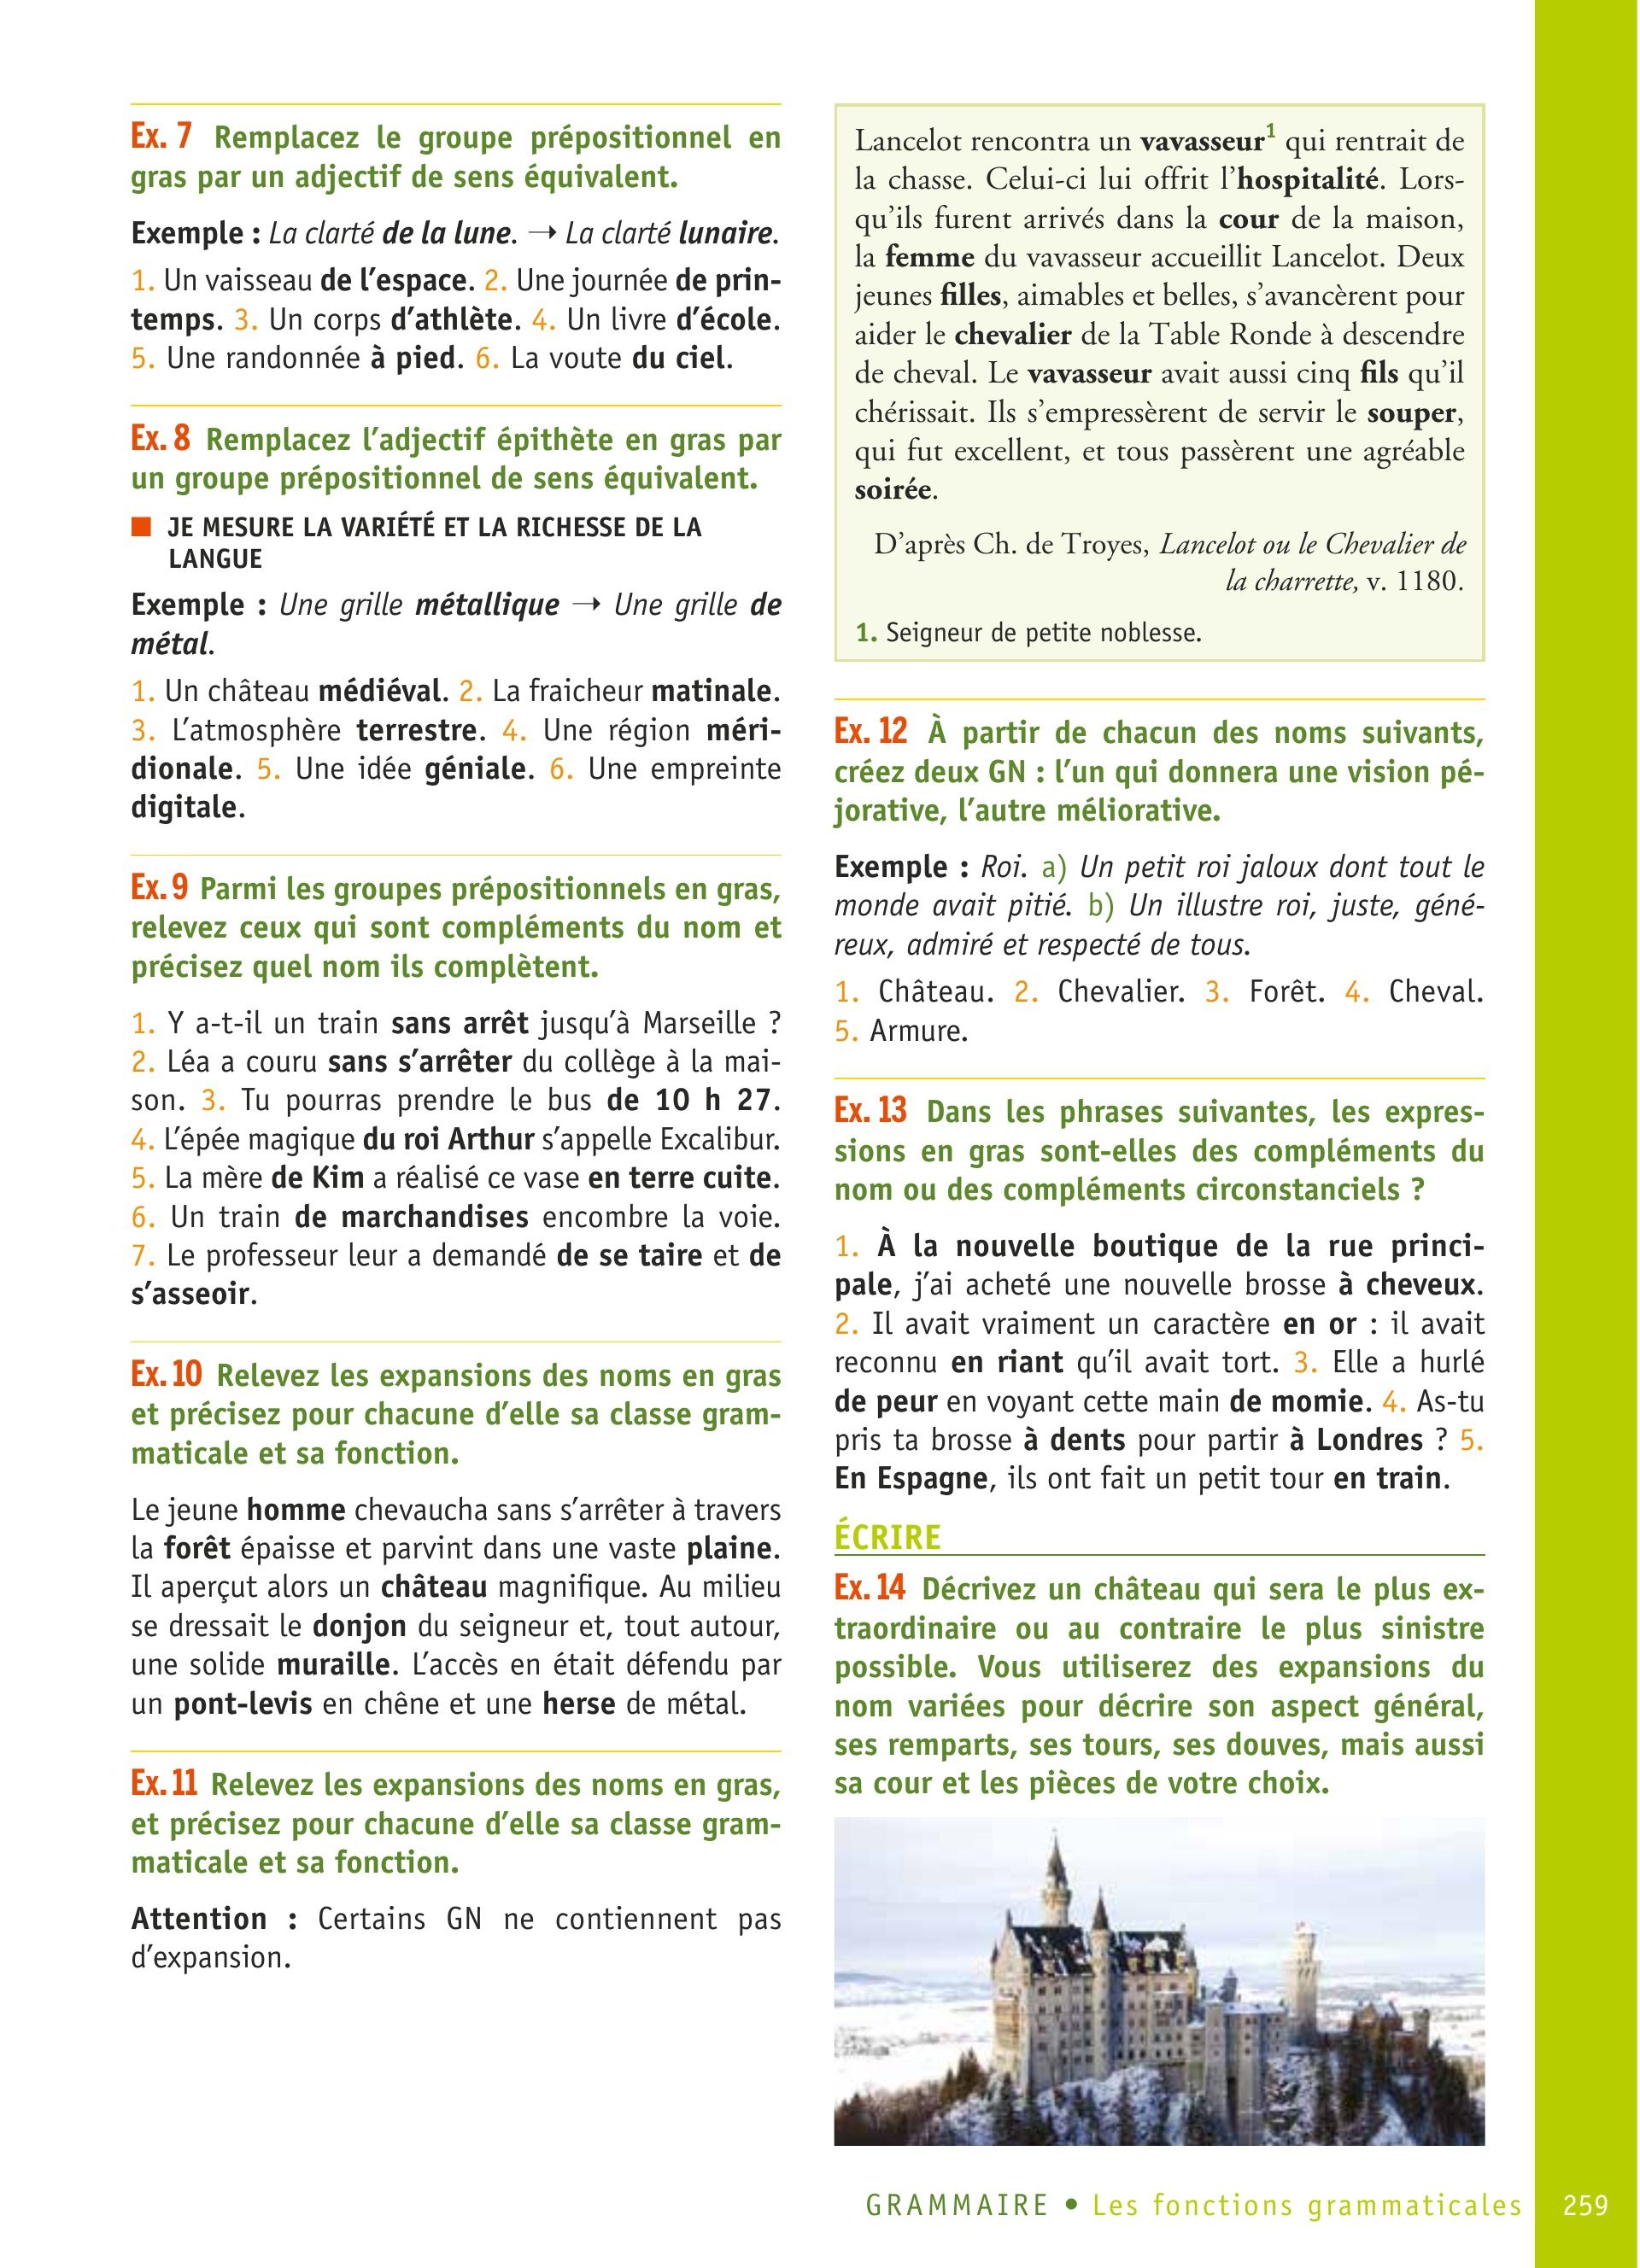 Ex. 7 Remplacez le groupe prépositionnel en
gras par un adjectif de sens équivalent.
Exemple : La clarté de la lune. → La clarté lunaire.
1. Un vaisseau de l’espace. 2. Une journée de prin-
temps. 3. Un corps d’athlète. 4. Un livre d’école.
5. Une randonnée à pied. 6. La voute du ciel.
Ex. 8 Remplacez l’adjectif épithète en gras par
un groupe prépositionnel de sens équivalent.
■ JE MESURE LA VARIÉTÉ ET LA RICHESSE DE LA
LANGUE
Exemple : Une grille métallique → Une grille de
métal.
1. Un château médiéval. 2. La fraicheur matinale.
3. L’atmosphère terrestre. 4. Une région méri-
dionale. 5. Une idée géniale. 6. Une empreinte
digitale.
Ex. 9 Parmi les groupes prépositionnels en gras,
relevez ceux qui sont compléments du nom et
précisez quel nom ils complètent.
1. Y a-t-il un train sans arrêt jusqu’à Marseille ?
2. Léa a couru sans s’arrêter du collège à la mai-
son. 3. Tu pourras prendre le bus de 10 h 27.
4. L’épée magique du roi Arthur s’appelle Excalibur.
5. La mère de Kim a réalisé ce vase en terre cuite.
6. Un train de marchandises encombre la voie.
7. Le professeur leur a demandé de se taire et de
s’asseoir.
Ex. 10 Relevez les expansions des noms en gras
et précisez pour chacune d’elle sa classe gram-
maticale et sa fonction.
Le jeune homme chevaucha sans s’arrêter à travers
la forêt épaisse et parvint dans une vaste plaine.
Il aperçut alors un château magnifique. Au milieu
se dressait le donjon du seigneur et, tout autour,
une solide muraille. L’accès en était défendu par
un pont-levis en chêne et une herse de métal.
Ex. 11 Relevez les expansions des noms en gras,
et précisez pour chacune d’elle sa classe gram-
maticale et sa fonction.
Attention : Certains GN ne contiennent pas
d’expansion.
Lancelot rencontra un vavasseur1 qui rentrait de
la chasse. Celui-ci lui offrit l’hospitalité. Lors-
qu’ils furent arrivés dans la cour de la maison,
la femme du vavasseur accueillit Lancelot. Deux
jeunes filles, aimables et belles, s’avancèrent pour
aider le chevalier de la Table Ronde à descendre
de cheval. Le vavasseur avait aussi cinq fils qu’il
chérissait. Ils s’empressèrent de servir le souper,
qui fut excellent, et tous passèrent une agréable
soirée.
D’après Ch. de Troyes, Lancelot ou le Chevalier de
la charrette, v. 1180.
1. Seigneur de petite noblesse.
Ex. 12 À partir de chacun des noms suivants,
créez deux GN : l’un qui donnera une vision pé-
jorative, l’autre méliorative.
Exemple : Roi. a) Un petit roi jaloux dont tout le
monde avait pitié. b) Un illustre roi, juste, géné-
reux, admiré et respecté de tous.
1. Château. 2. Chevalier. 3. Forêt. 4. Cheval.
5. Armure.
Ex. 13 Dans les phrases suivantes, les expres-
sions en gras sont-elles des compléments du
nom ou des compléments circonstanciels ?
1. À la nouvelle boutique de la rue princi-
pale, j’ai acheté une nouvelle brosse à cheveux.
2. Il avait vraiment un caractère en or : il avait
reconnu en riant qu’il avait tort. 3. Elle a hurlé
de peur en voyant cette main de momie. 4. As-tu
pris ta brosse à dents pour partir à Londres ? 5.
En Espagne, ils ont fait un petit tour en train.
ÉCRIRE
Ex. 14 Décrivez un château qui sera le plus ex-
traordinaire ou au contraire le plus sinistre
possible. Vous utiliserez des expansions du
nom variées pour décrire son aspect général,
ses remparts, ses tours, ses douves, mais aussi
sa cour et les pièces de votre choix.
GRAMMAIRE • Les fonctions grammaticales 259